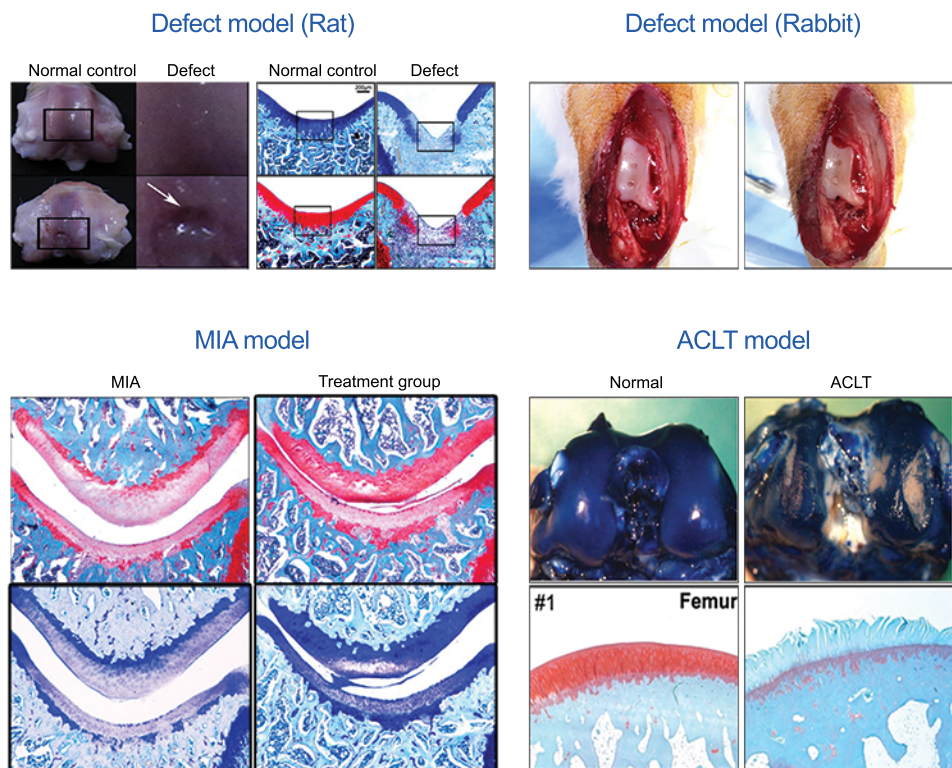 Defect model (Rat)
Defect model (Rabbit)
Normal control
Defect
Normal control
Defect
200μm
MIA model
ACLT model
MIA
Treatment group
Normal
ACLT
#1
Femur